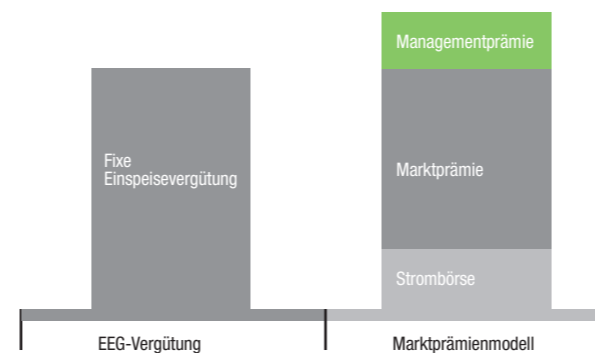 Managementprämie
Fixe
Einspeisevergütung
Marktprämie
Strombörse
EEG-Vergütung
Marktprämienmodell